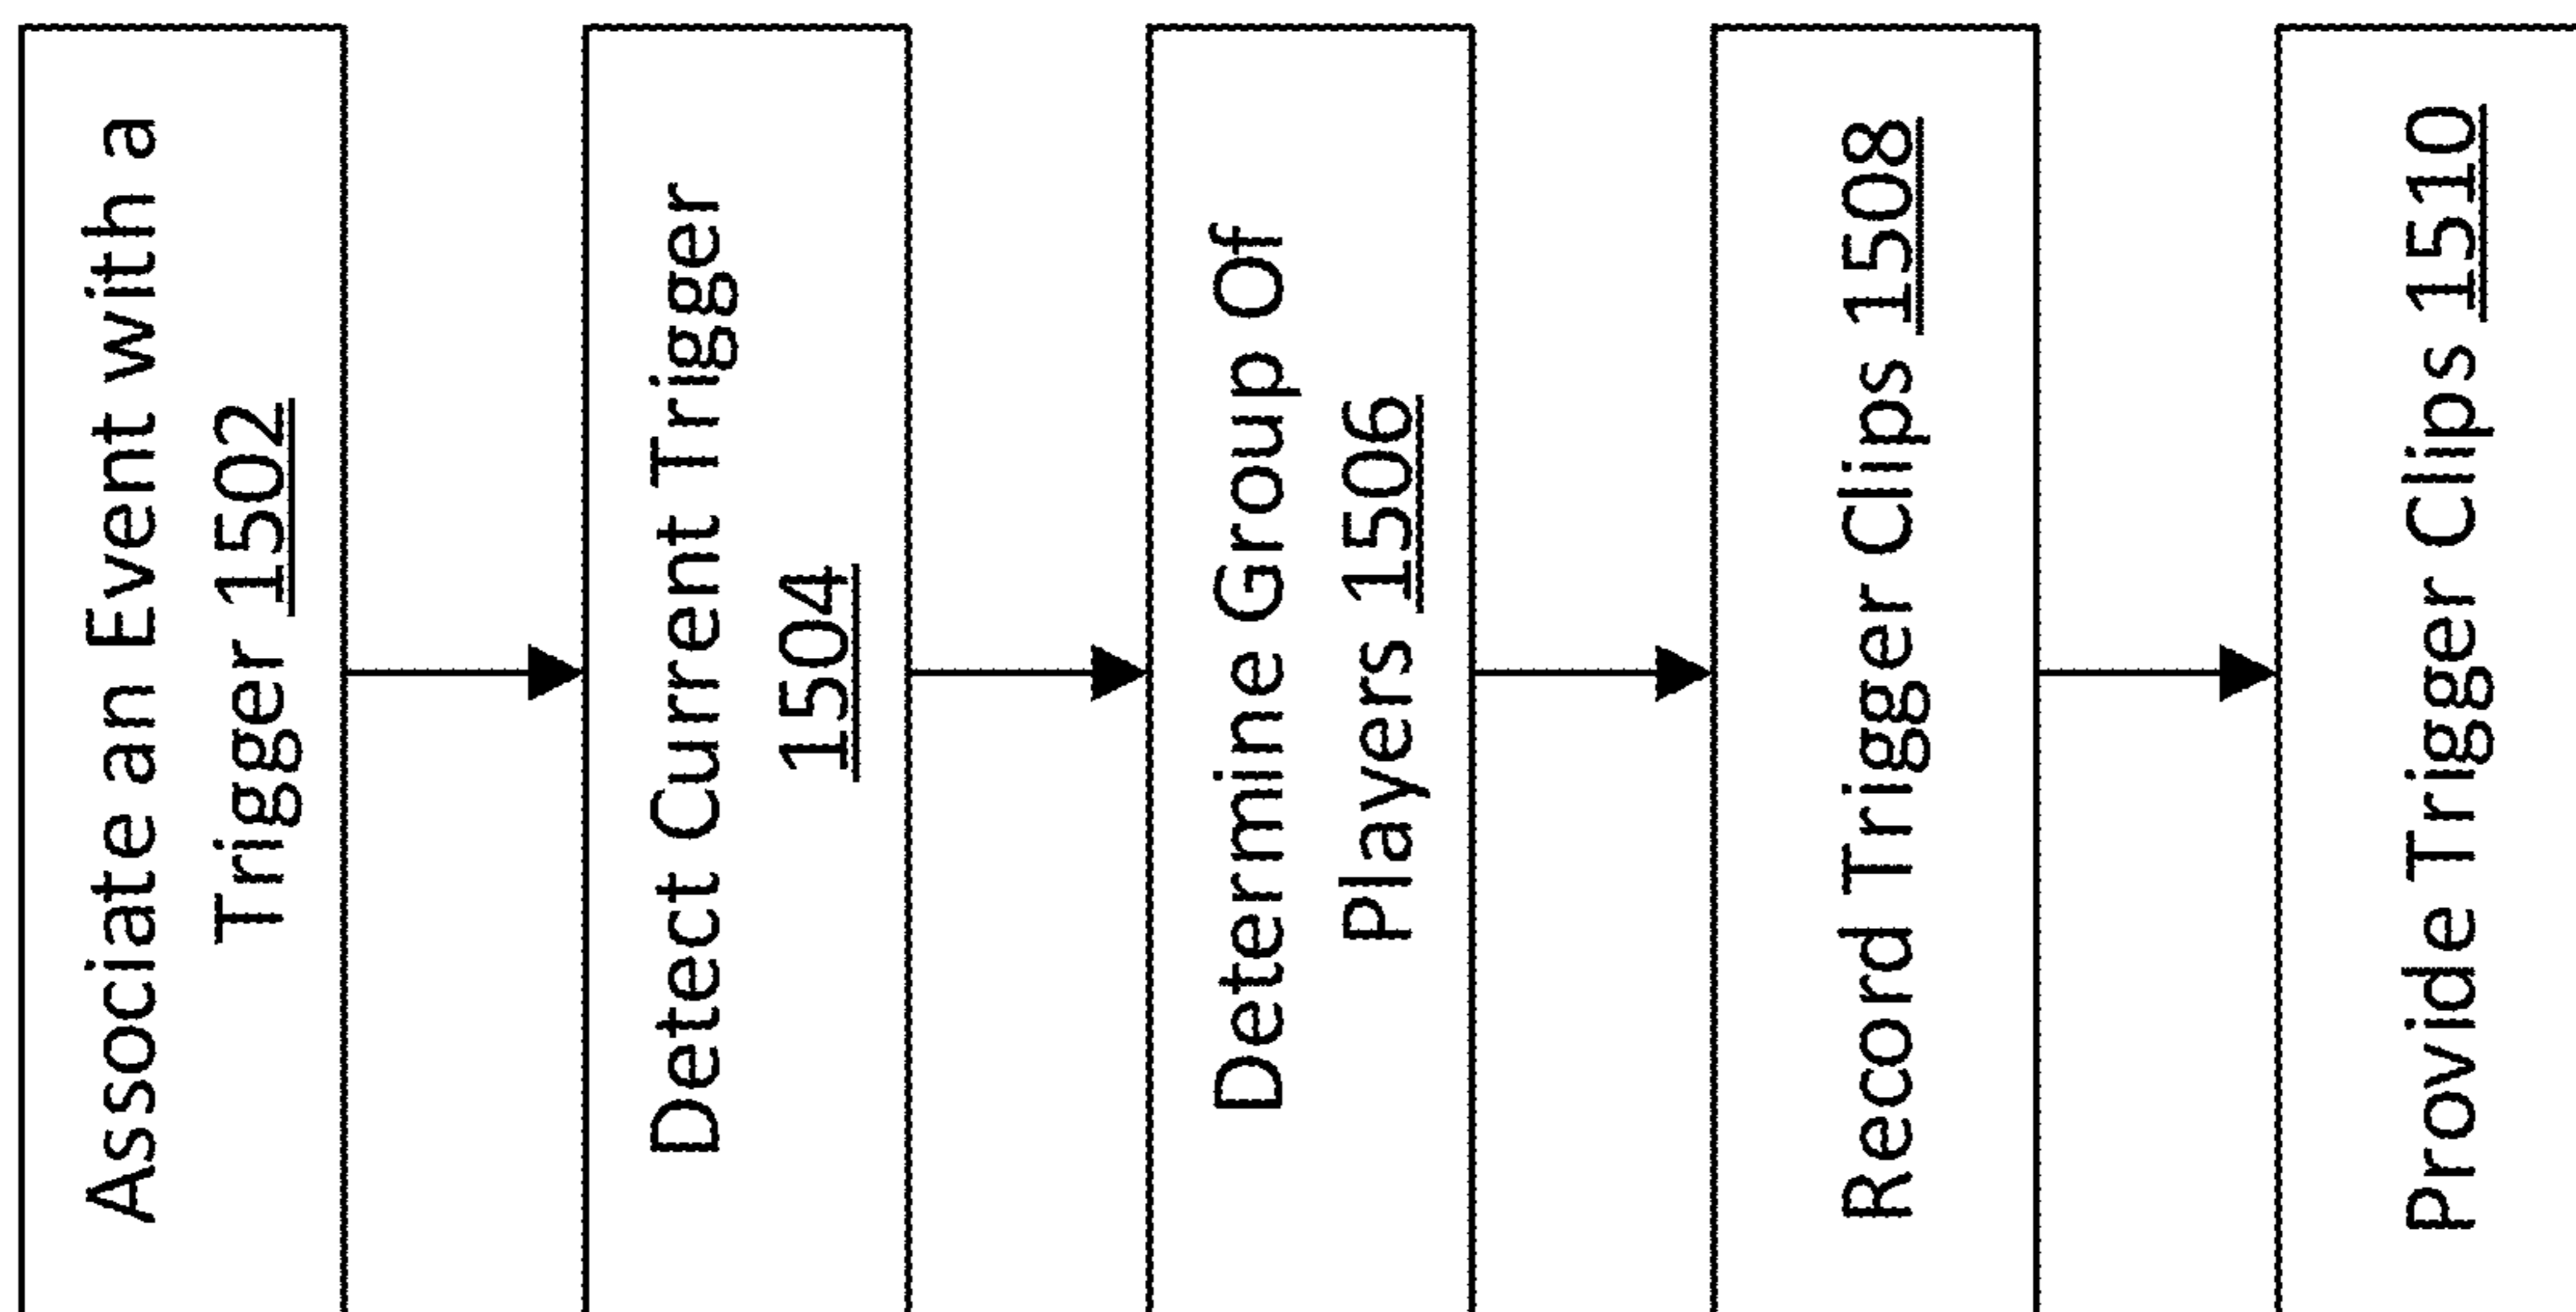 Associate an Event with a
Trigger 1502
Detect Current Trigger
1504
Determine Group Of
Players 1506
Record Trigger Clips 1508
Provide Trigger Clips 1510